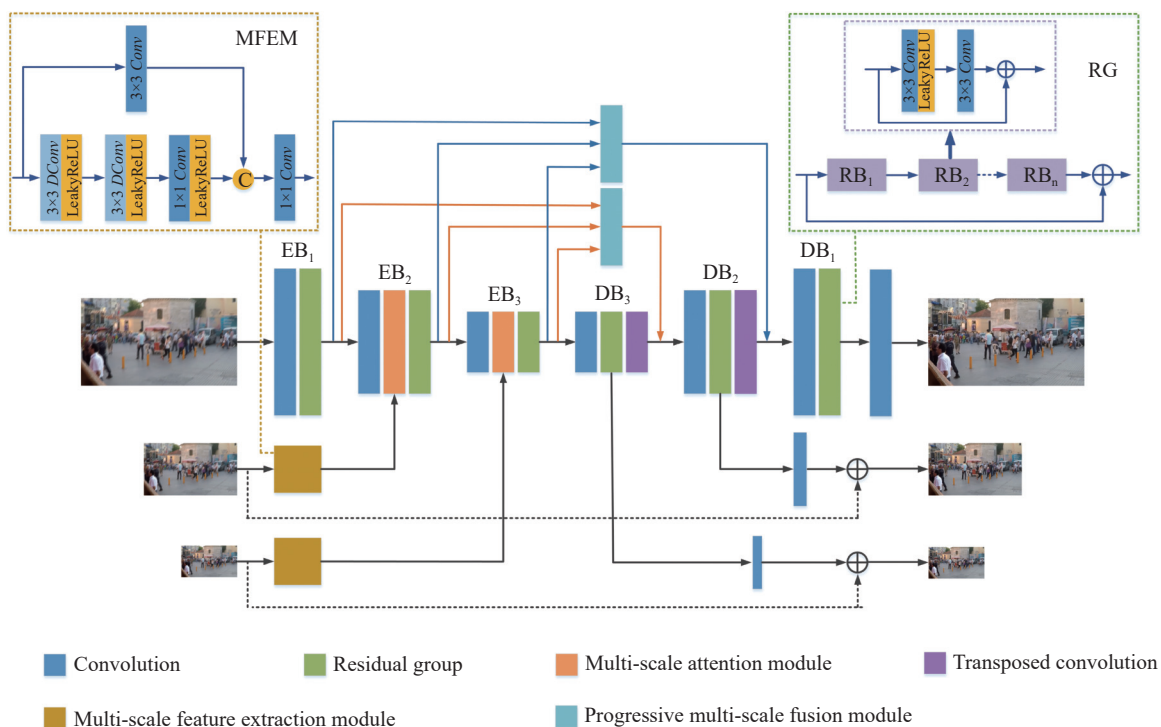 MFEM
3×3 Conv
3×3 DConv
LeakyReLU
3×3 DConv
LeakyReLU
1×1 Conv
LeakyReLU
C
1×1 Conv
3×3 Conv
LeakyReLU
3×3 Conv
RG
RB₁
RB₂
RBₙ
EB₁
EB₂
EB₃
DB₃
DB₂
DB₁
Convolution
Residual group
Multi-scale attention module
Transposed convolution
Multi-scale feature extraction module
Progressive multi-scale fusion module